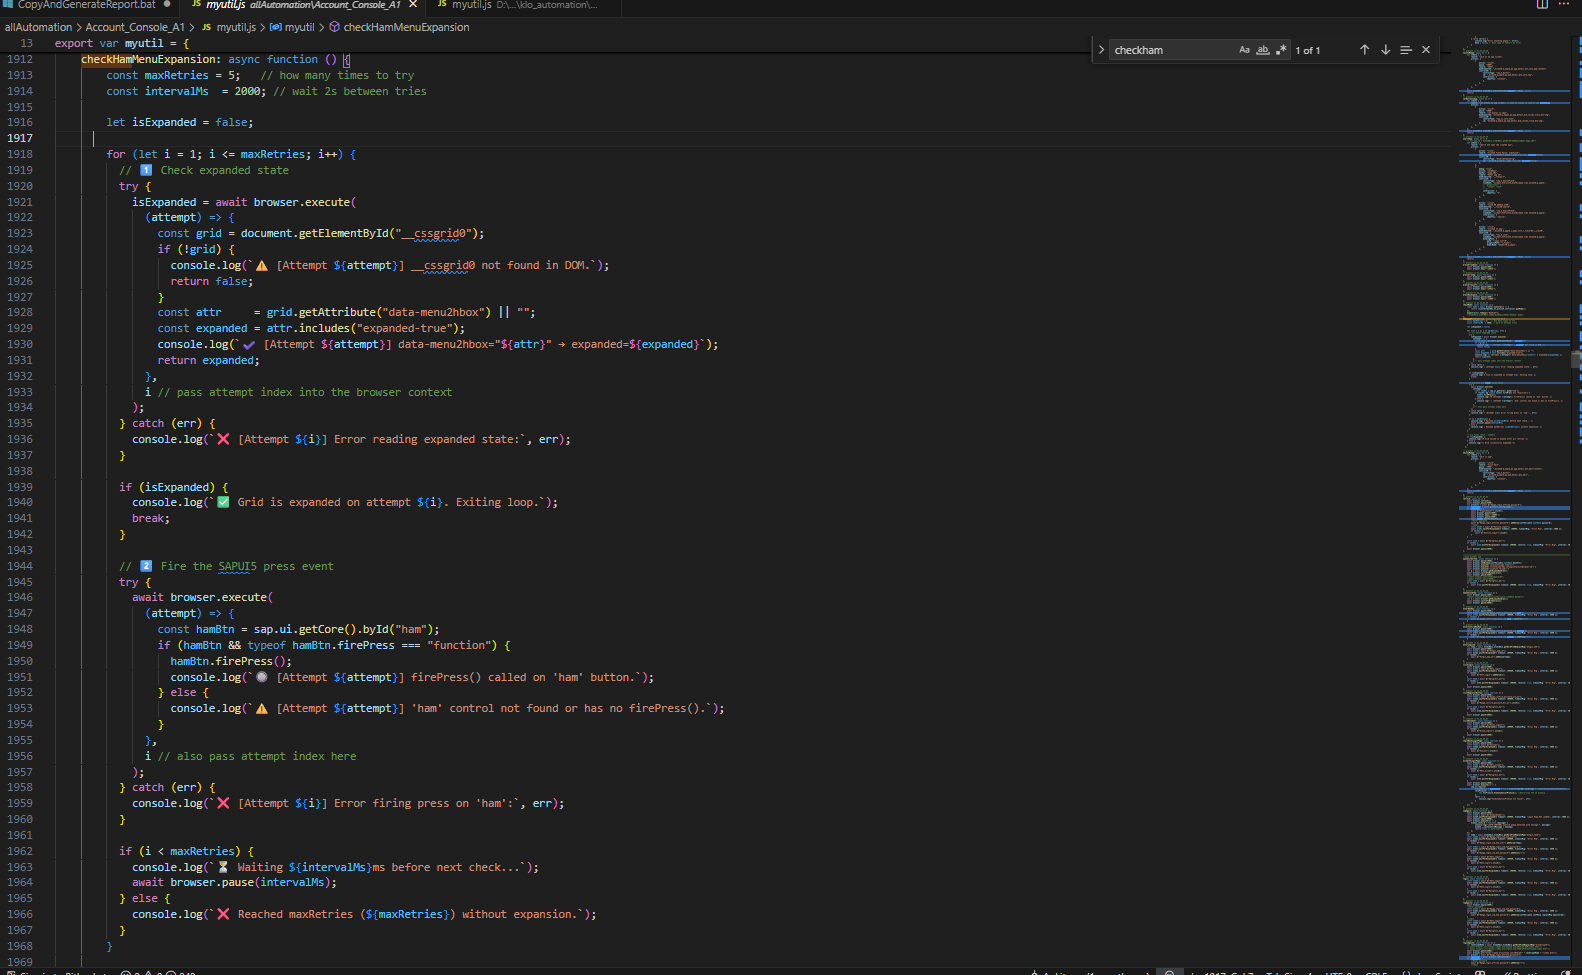 CopyAndGenerateReport.bat ● JS myutil.js allAutomation\Account_Console_A1 × JS myutil.js D:\...\klo_automation\...
allAutomation > Account_Console_A1 > JS myutil.js > myutil > checkHamMenuExpansion
checkham Aa ab 1 of 1
13 export var myutil = {
1912 checkHamMenuExpansion: async function () {
1913 const maxRetries = 5; // how many times to try
1914 const intervalMs = 2000; // wait 2s between tries
1915
1916 let isExpanded = false;
1917
1918 for (let i = 1; i <= maxRetries; i++) {
1919 // 1️⃣ Check expanded state
1920 try {
1921 isExpanded = await browser.execute(
1922 (attempt) => {
1923 const grid = document.getElementById("__cssgrid0");
1924 if (!grid) {
1925 console.log(`⚠️ [Attempt ${attempt}] __cssgrid0 not found in DOM.`);
1926 return false;
1927 }
1928 const attr = grid.getAttribute("data-menu2hbox") || "";
1929 const expanded = attr.includes("expanded-true");
1930 console.log(`✔️ [Attempt ${attempt}] data-menu2hbox="${attr}" → expanded=${expanded}`);
1931 return expanded;
1932 },
1933 i // pass attempt index into the browser context
1934 );
1935 } catch (err) {
1936 console.log(`❌ [Attempt ${i}] Error reading expanded state:`, err);
1937 }
1938
1939 if (isExpanded) {
1940 console.log(`✅ Grid is expanded on attempt ${i}. Exiting loop.`);
1941 break;
1942 }
1943
1944 // 2️⃣ Fire the SAPUI5 press event
1945 try {
1946 await browser.execute(
1947 (attempt) => {
1948 const hamBtn = sap.ui.getCore().byId("ham");
1949 if (hamBtn && typeof hamBtn.firePress === "function") {
1950 hamBtn.firePress();
1951 console.log(`🔘 [Attempt ${attempt}] firePress() called on 'ham' button.`);
1952 } else {
1953 console.log(`⚠️ [Attempt ${attempt}] 'ham' control not found or has no firePress().`);
1954 }
1955 },
1956 i // also pass attempt index here
1957 );
1958 } catch (err) {
1959 console.log(`❌ [Attempt ${i}] Error firing press on 'ham':`, err);
1960 }
1961
1962 if (i < maxRetries) {
1963 console.log(`⏳ Waiting ${intervalMs}ms before next check...`);
1964 await browser.pause(intervalMs);
1965 } else {
1966 console.log(`❌ Reached maxRetries (${maxRetries}) without expansion.`);
1967 }
1968 }
1969